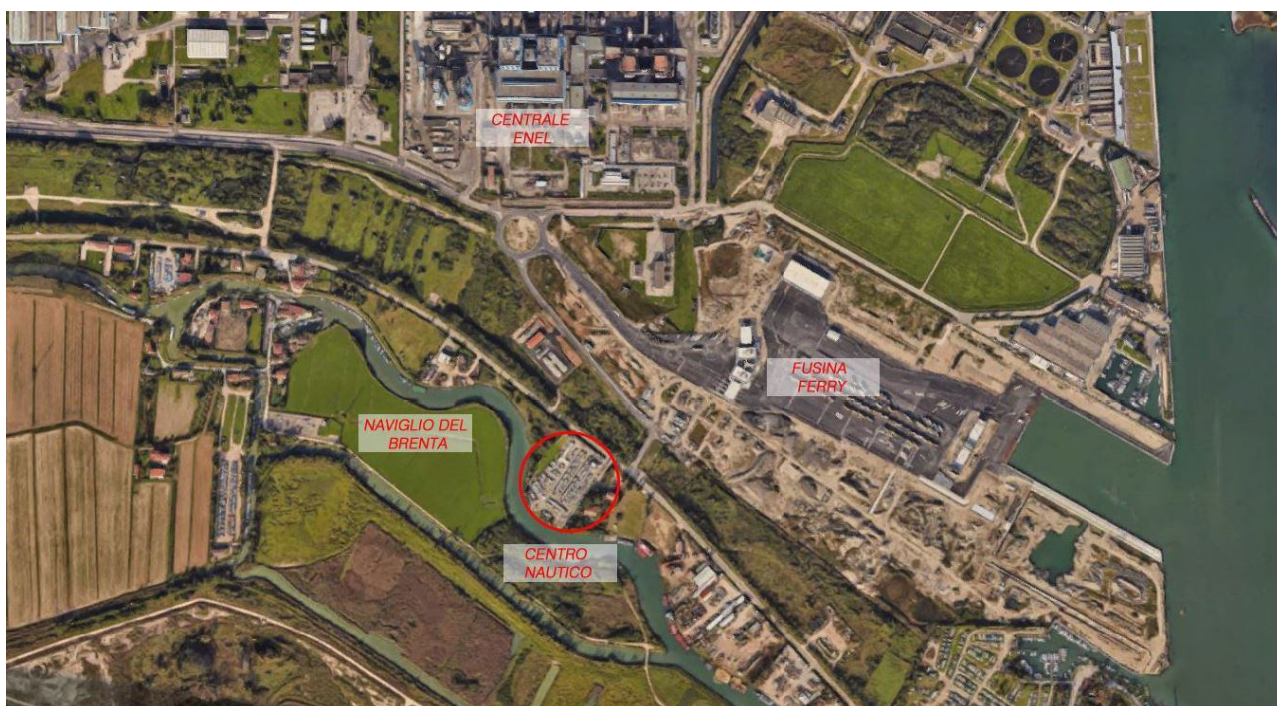 CENTRALE
ENEL
FUSINA
FERRY
NAVIGLIO DEL
BRENTA
CENTRO
NAUTICO